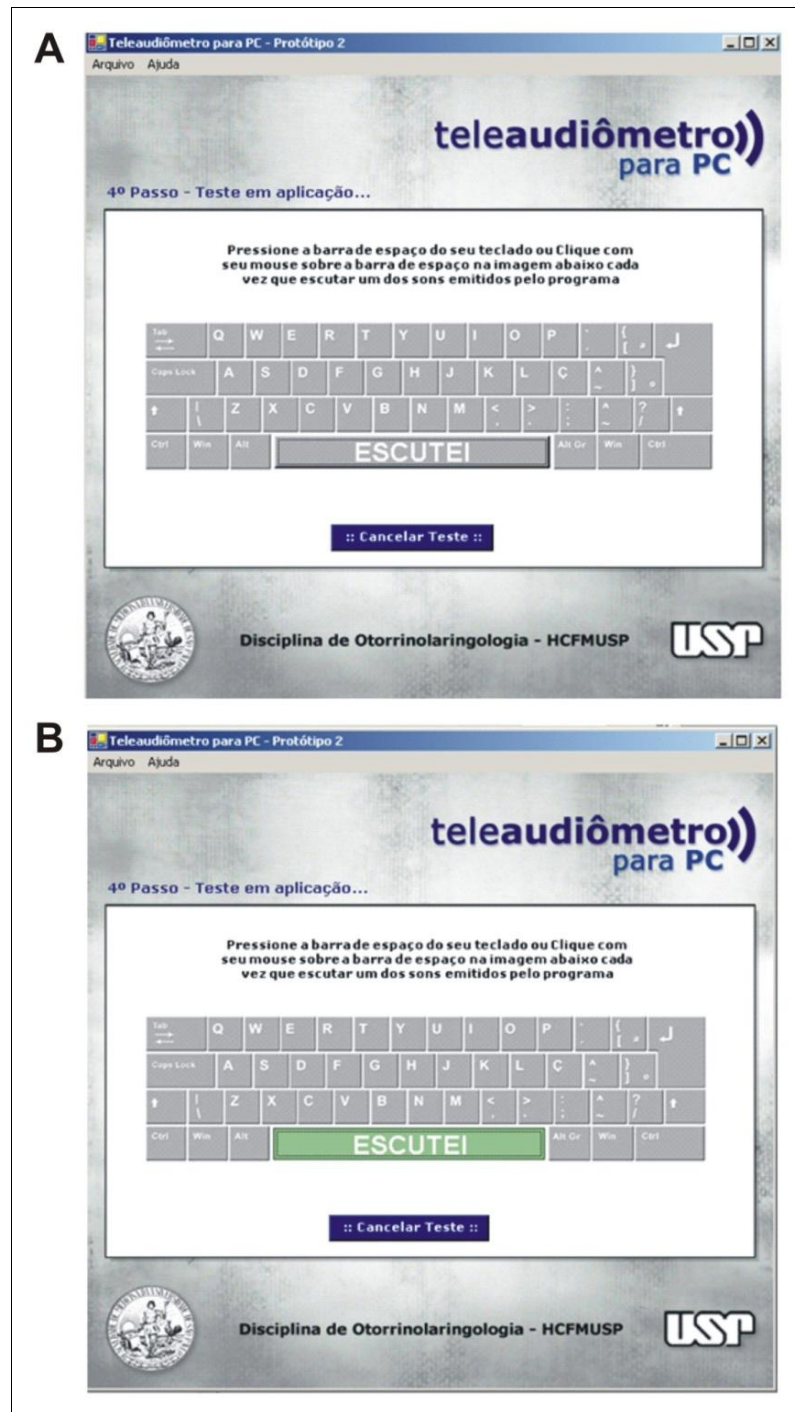 A
Teleaudiômetro para PC - Protótipo 2
Arquivo Ajuda
teleaudiômetro
para PC
4º Passo - Teste em aplicação...
Pressione a barra de espaço do seu teclado ou Clique com
seu mouse sobre a barra de espaço na imagem abaixo cada
vez que escutar um dos sons emitidos pelo programa
Tab Q W E R T Y U I O P { [ ª
Caps Lock A S D F G H J K L Ç ^ ~ } ] º
| \ Z X C V B N M < , > . : ; ^ ~ ? /
Ctrl Win Alt ESCUTEI Alt Gr Win Ctrl
:: Cancelar Teste ::
Disciplina de Otorrinolaringologia - HCFMUSP
USP
B
Teleaudiômetro para PC - Protótipo 2
Arquivo Ajuda
teleaudiômetro
para PC
4º Passo - Teste em aplicação...
Pressione a barra de espaço do seu teclado ou Clique com
seu mouse sobre a barra de espaço na imagem abaixo cada
vez que escutar um dos sons emitidos pelo programa
Tab Q W E R T Y U I O P { [ ª
Caps Lock A S D F G H J K L Ç ^ ~ } ] º
| \ Z X C V B N M < , > . : ; ^ ~ ? /
Ctrl Win Alt ESCUTEI Alt Gr Win Ctrl
:: Cancelar Teste ::
Disciplina de Otorrinolaringologia - HCFMUSP
USP